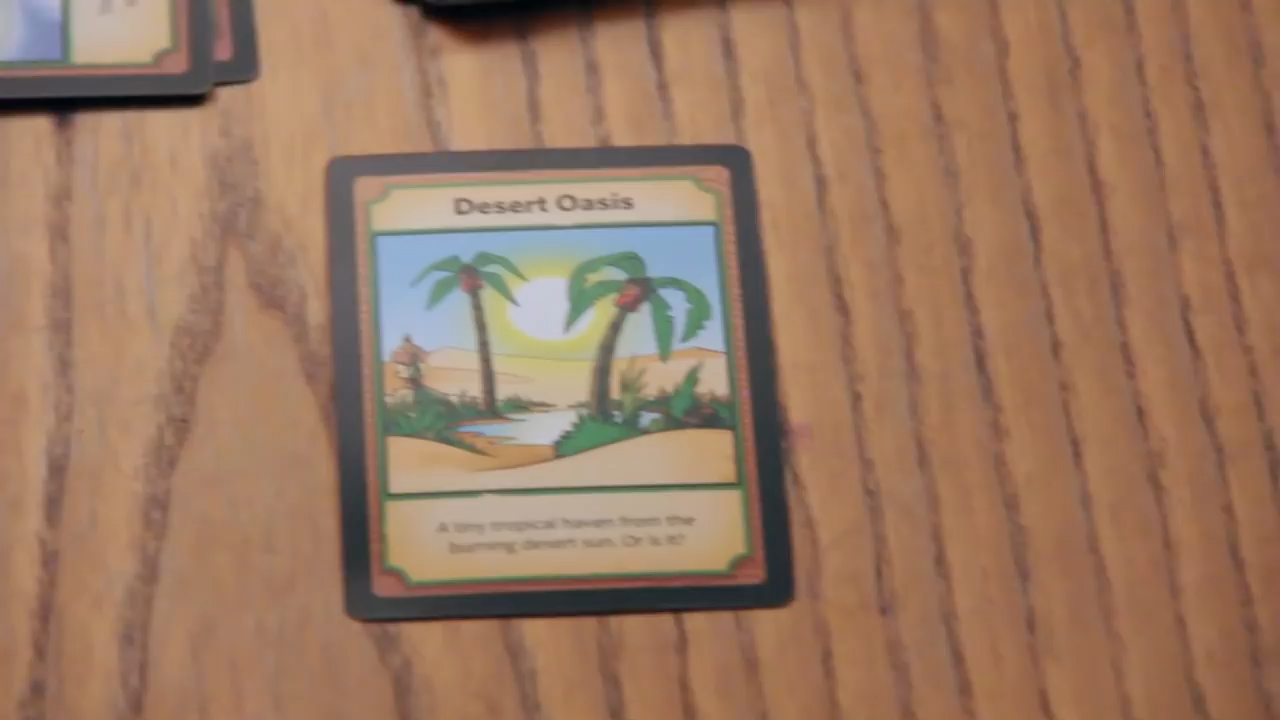 Desert Oasis
A tiny tropical haven from the
burning desert sun. Or is it?